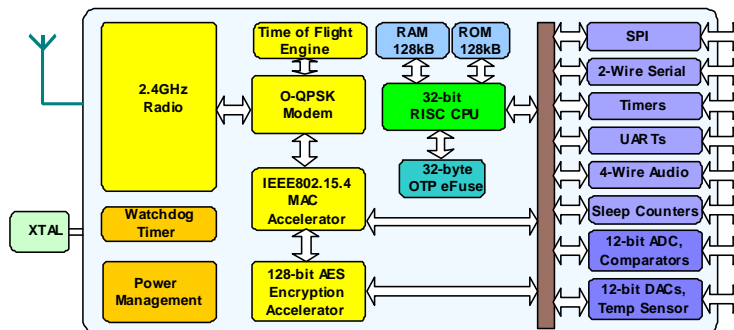 2.4GHz
Radio
Time of Flight
Engine
O-QPSK
Modem
IEEE802.15.4
MAC
Accelerator
128-bit AES
Encryption
Accelerator
Watchdog
Timer
Power
Management
XTAL
RAM
128kB
ROM
128kB
32-bit
RISC CPU
32-byte
OTP eFuse
SPI
2-Wire Serial
Timers
UARTs
4-Wire Audio
Sleep Counters
12-bit ADC,
Comparators
12-bit DACs,
Temp Sensor